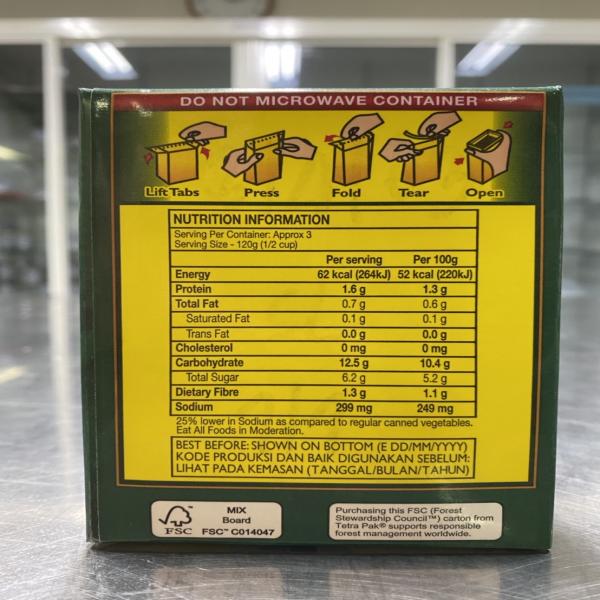 DO NOT MICROWAVE CONTAINER
Lift Tabs Press Fold Tear Open
NUTRITION INFORMATION
Serving Per Container: Approx 3
Serving Size - 120g (1/2 cup)
Per serving Per 100g
Energy 62 kcal (264kJ) 52 kcal (220kJ)
Protein 1.6 g 1.3 g
Total Fat 0.7 g 0.6 g
Saturated Fat 0.1 g 0.1 g
Trans Fat 0.0 g 0.0 g
Cholesterol 0 mg 0 mg
Carbohydrate 12.5 g 10.4 g
Total Sugar 6.2 g 5.2 g
Dietary Fibre 1.3 g 1.1 g
Sodium 299 mg 249 mg
25% lower in Sodium as compared to regular canned vegetables.
Eat All Foods in Moderation.
BEST BEFORE: SHOWN ON BOTTOM (E DD/MM/YYYY)
KODE PRODUKSI DAN BAIK DIGUNAKAN SEBELUM:
LIHAT PADA KEMASAN (TANGGAL/BULAN/TAHUN)
FSC
MIX
Board
FSC™ C014047
Purchasing this FSC (Forest
Stewardship Council™) carton from
Tetra Pak® supports responsible
forest management worldwide.